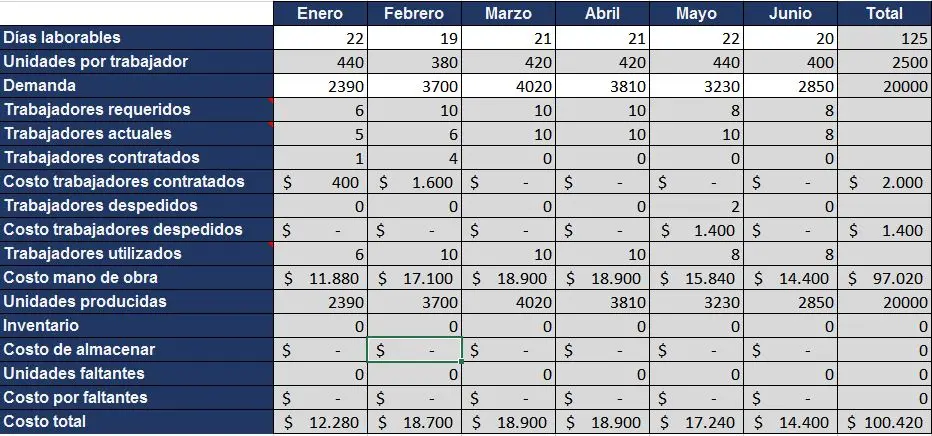 Enero Febrero Marzo Abril Mayo Junio Total
Días laborables 22 19 21 21 22 20 125
Unidades por trabajador 440 380 420 420 440 400 2500
Demanda 2390 3700 4020 3810 3230 2850 20000
Trabajadores requeridos 6 10 10 10 8 8
Trabajadores actuales 5 6 10 10 10 8
Trabajadores contratados 1 4 0 0 0 0
Costo trabajadores contratados $ 400 $ 1.600 $ - $ - $ - $ - $ 2.000
Trabajadores despedidos 0 0 0 0 2 0
Costo trabajadores despedidos $ - $ - $ - $ - $ 1.400 $ - $ 1.400
Trabajadores utilizados 6 10 10 10 8 8
Costo mano de obra $ 11.880 $ 17.100 $ 18.900 $ 18.900 $ 15.840 $ 14.400 $ 97.020
Unidades producidas 2390 3700 4020 3810 3230 2850 20000
Inventario 0 0 0 0 0 0 0
Costo de almacenar $ - $ - $ - $ - $ - $ - 0
Unidades faltantes 0 0 0 0 0 0 0
Costo por faltantes $ - $ - $ - $ - $ - $ - 0
Costo total $ 12.280 $ 18.700 $ 18.900 $ 18.900 $ 17.240 $ 14.400 $ 100.420